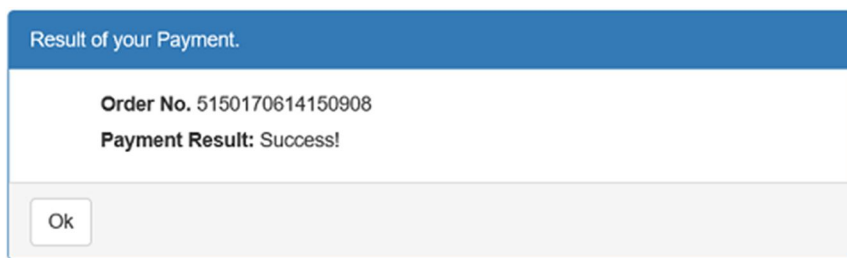 Result of your Payment.
Order No. 5150170614150908
Payment Result: Success!
Ok